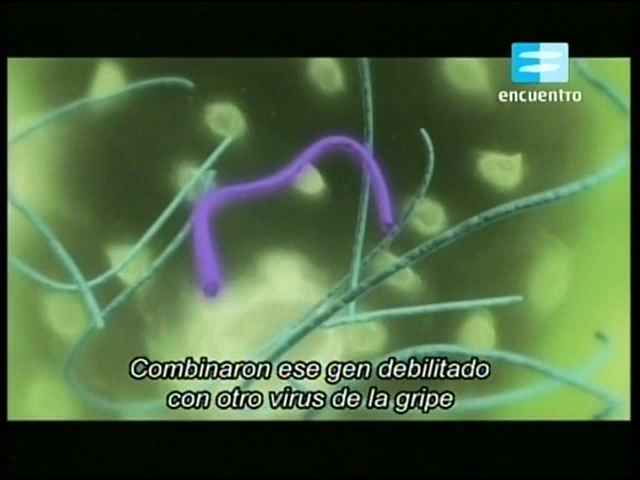 encuentro
Combinaron ese gen debilitado
con otro virus de la gripe